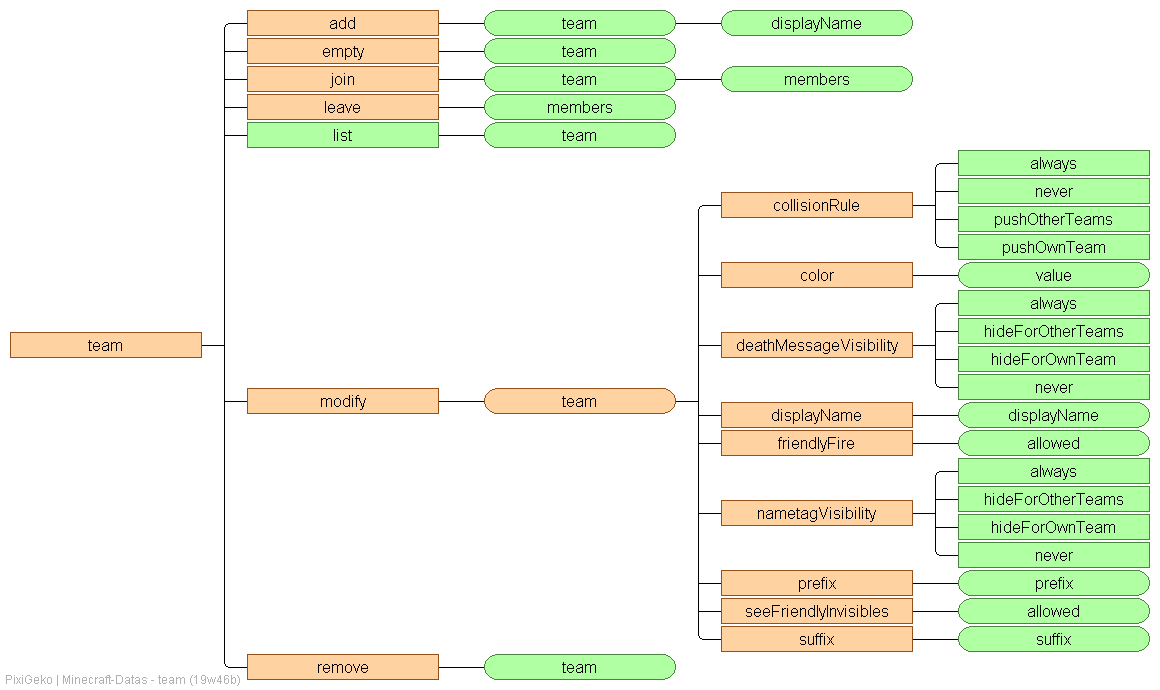 add team displayName
empty team
join team members
leave members
list team
always
never
collisionRule
pushOtherTeams
pushOwnTeam
color value
always
hideForOtherTeams
team deathMessageVisibility
hideForOwnTeam
never
modify team
displayName displayName
friendlyFire allowed
always
hideForOtherTeams
nametagVisibility
hideForOwnTeam
never
prefix prefix
seeFriendlyInvisibles allowed
suffix suffix
remove team
PixiGeko | Minecraft-Datas - team (19w46b)